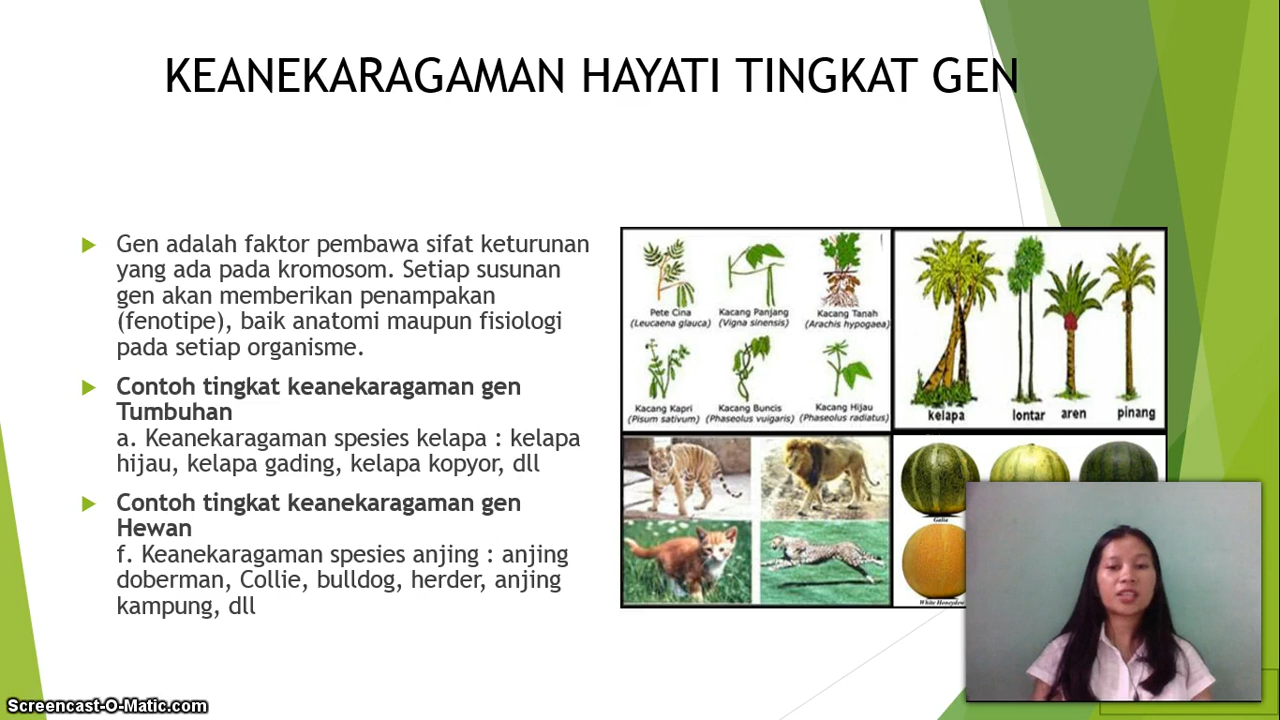 KEANEKARAGAMAN HAYATI TINGKAT GEN
Gen adalah faktor pembawa sifat keturunan
yang ada pada kromosom. Setiap susunan
gen akan memberikan penampakan
(fenotipe), baik anatomi maupun fisiologi
pada setiap organisme.
Contoh tingkat keanekaragaman gen
Tumbuhan
a. Keanekaragaman spesies kelapa : kelapa
hijau, kelapa gading, kelapa kopyor, dll
Contoh tingkat keanekaragaman gen
Hewan
f. Keanekaragaman spesies anjing : anjing
doberman, Collie, bulldog, herder, anjing
kampung, dll
Pete Cina
(Leucaena glauca)
Kacang Panjang
(Vigna sinensis)
Kacang Tanah
(Arachis hypogaea)
Kacang Kapri
(Pisum sativum)
Kacang Buncis
(Phaseolus vuigaris)
Kacang Hijau
(Phaseolus radiatus)
kelapa
lontar
aren
pinang
Galia
White Honeydew
Screencast-O-Matic.com